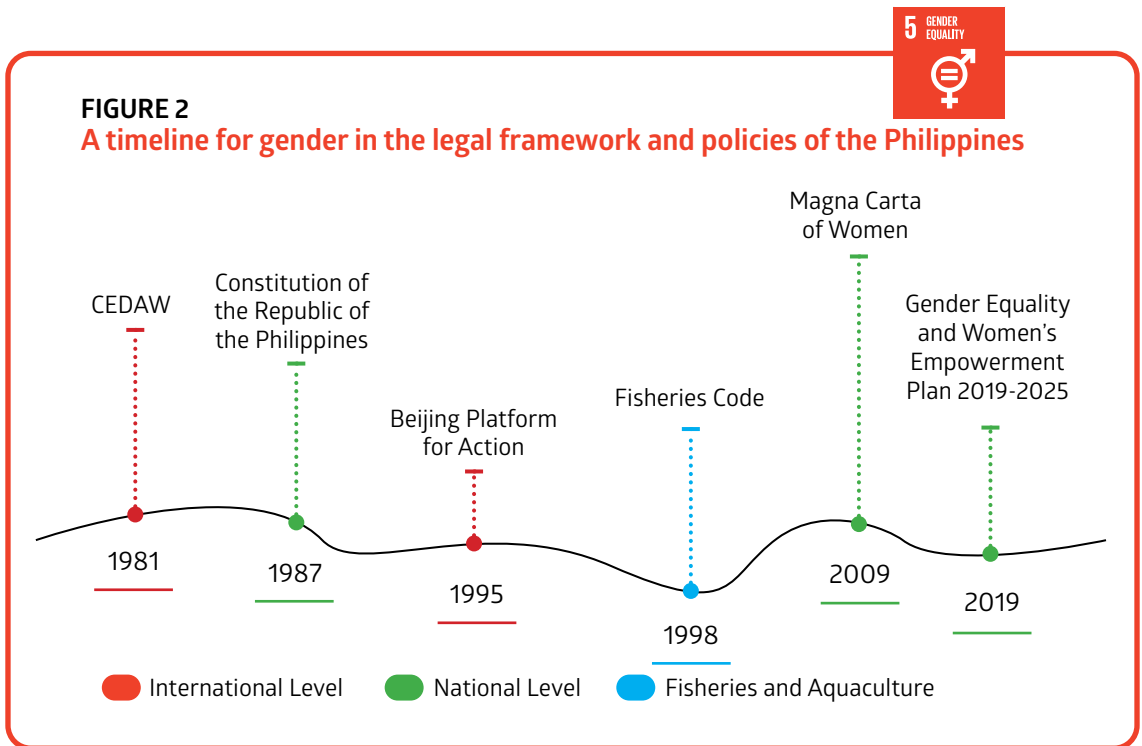 5 GENDER
EQUALITY
FIGURE 2
A timeline for gender in the legal framework and policies of the Philippines
CEDAW
1981
Constitution of
the Republic of
the Philippines
1987
Beijing Platform
for Action
1995
Fisheries Code
1998
Magna Carta
of Women
2009
Gender Equality
and Women's
Empowerment
Plan 2019-2025
2019
International Level
National Level
Fisheries and Aquaculture